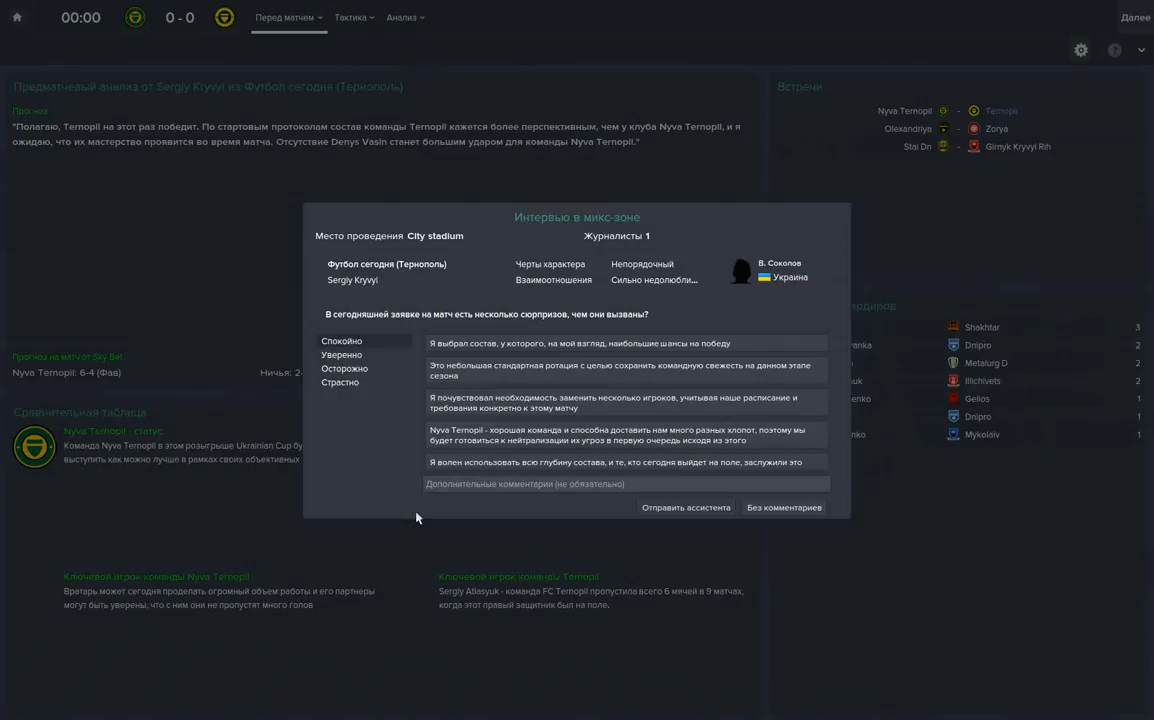 00:00
0 - 0
Перед матчем
Тактика
Анализ
Далее
Предматчевый анализ от Sergiy Kryvyi из Футбол сегодня (Тернополь)
Прогноз
"Полагаю, Ternopil на этот раз победит. По стартовым протоколам состав команды Ternopil кажется более перспективным, чем у клуба Nyva Ternopil, и я
ожидаю, что их мастерство проявится во время матча. Отсутствие Denys Vasin станет большим ударом для команды Nyva Ternopil."
Встречи
Nyva Ternopil - Ternopil
Olexandriya - Zorya
Stal Dn - Girnyk Kryvyi Rih
Интервью в микс-зоне
Место проведения City stadium
Журналисты 1
Футбол сегодня (Тернополь)
Черты характера
Непорядочный
В. Соколов
Sergiy Kryvyi
Взаимоотношения
Сильно недолюбли...
Украина
В сегодняшней заявке на матч есть несколько сюрпризов, чем они вызваны?
Спокойно
Уверенно
Осторожно
Страстно
Я выбрал состав, у которого, на мой взгляд, наибольшие шансы на победу
Это небольшая стандартная ротация с целью сохранить командную свежесть на данном этапе
сезона
Я почувствовал необходимость заменить несколько игроков, учитывая наше расписание и
требования конкретно к этому матчу
Nyva Ternopil - хорошая команда и способна доставить нам много разных хлопот, поэтому мы
будет готовиться к нейтрализации их угроз в первую очередь исходя из этого
Я волен использовать всю глубину состава, и те, кто сегодня выйдет на поле, заслужили это
Дополнительные комментарии (не обязательно)
Отправить ассистента
Без комментариев
Shakhtar 3
Dnipro 2
Metalurg D 2
Illichivets 2
Gelios 1
Dnipro 1
Mykolaiv 1
Прогноз на матч от Sky Bet
Nyva Ternopil: 6-4 (Фав)
Ничья: 2-
Сравнительная таблица
Nyva Ternopil - статус
Команда Nyva Ternopil в этом розыгрыше Ukrainian Cup бу
выступить как можно лучше в рамках своих объективных
Ключевой игрок команды Nyva Ternopil
Вратарь может сегодня проделать огромный объем работы и его партнеры
могут быть уверены, что с ним они не пропустят много голов
Ключевой игрок команды Ternopil
Sergiy Atlasyuk - команда FC Ternopil пропустила всего 6 мячей в 9 матчах,
когда этот правый защитник был на поле.